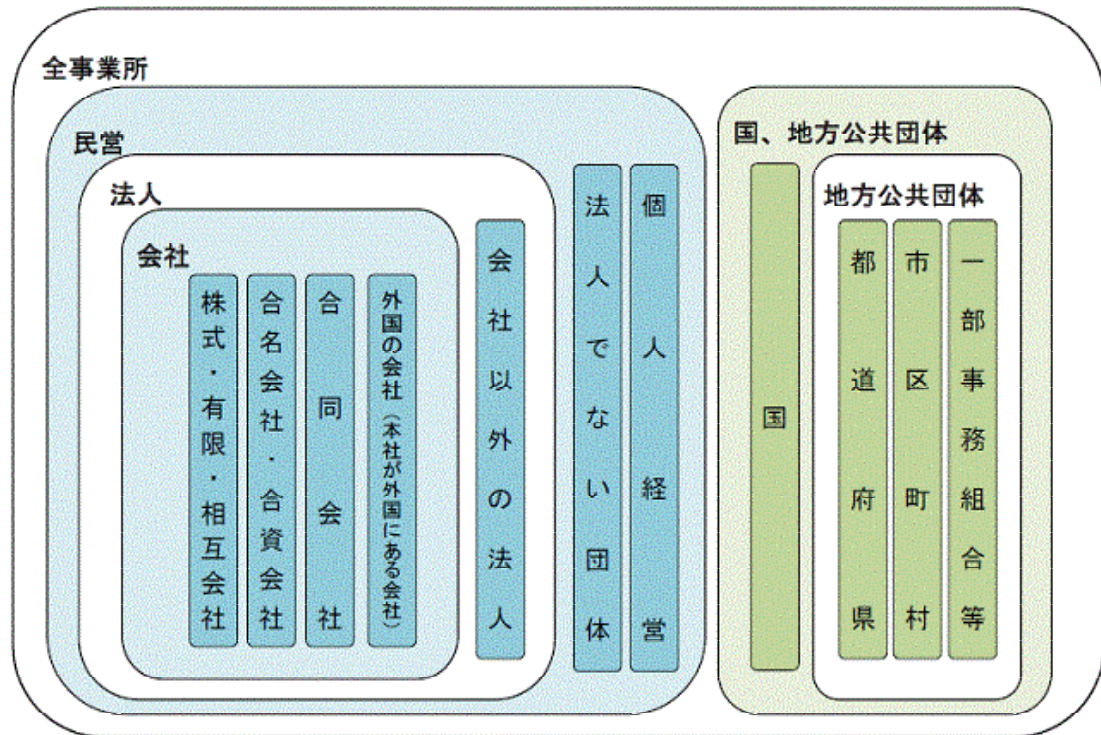 全事業所
民営
法人
会社
株式・有限・相互会社
合名会社・合資会社
合同会社
外国の会社（本社が外国にある会社）
会社以外の法人
法人でない団体
個人経営
国、地方公共団体
国
地方公共団体
都道府県
市区町村
一部事務組合等